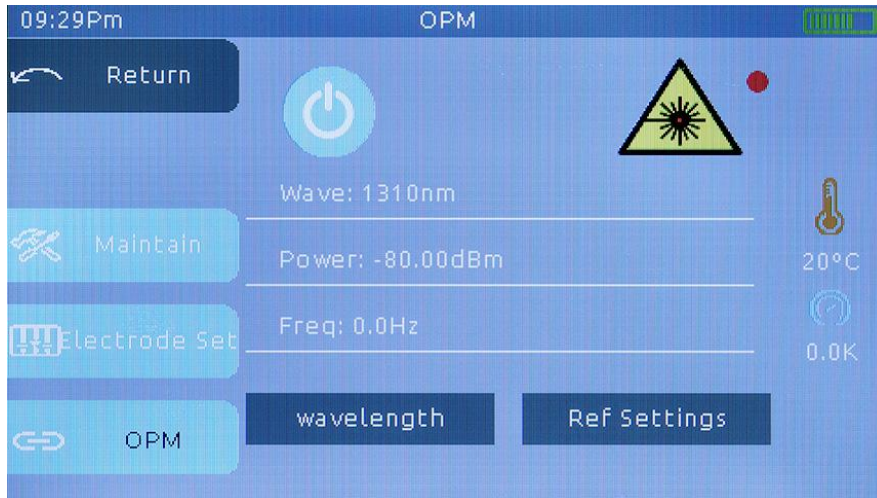 09:29Pm
OPM
Return
Wave: 1310nm
Maintain
Power: -80.00dBm
20°C
Electrode Set
Freq: 0.0Hz
0.0K
wavelength
Ref Settings
OPM